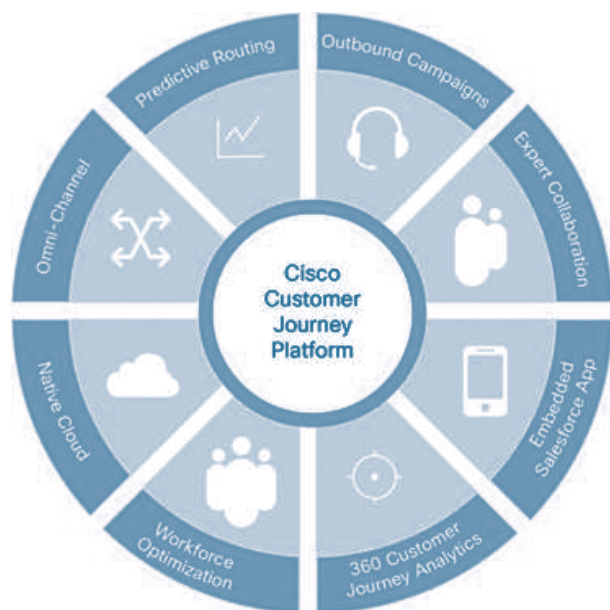 Cisco
Customer
Journey
Platform
Outbound Campaigns
Expert Collaboration
Embedded
Salesforce App
360 Customer
Journey Analytics
Workforce
Optimization
Native Cloud
Omni-Channel
Predictive Routing